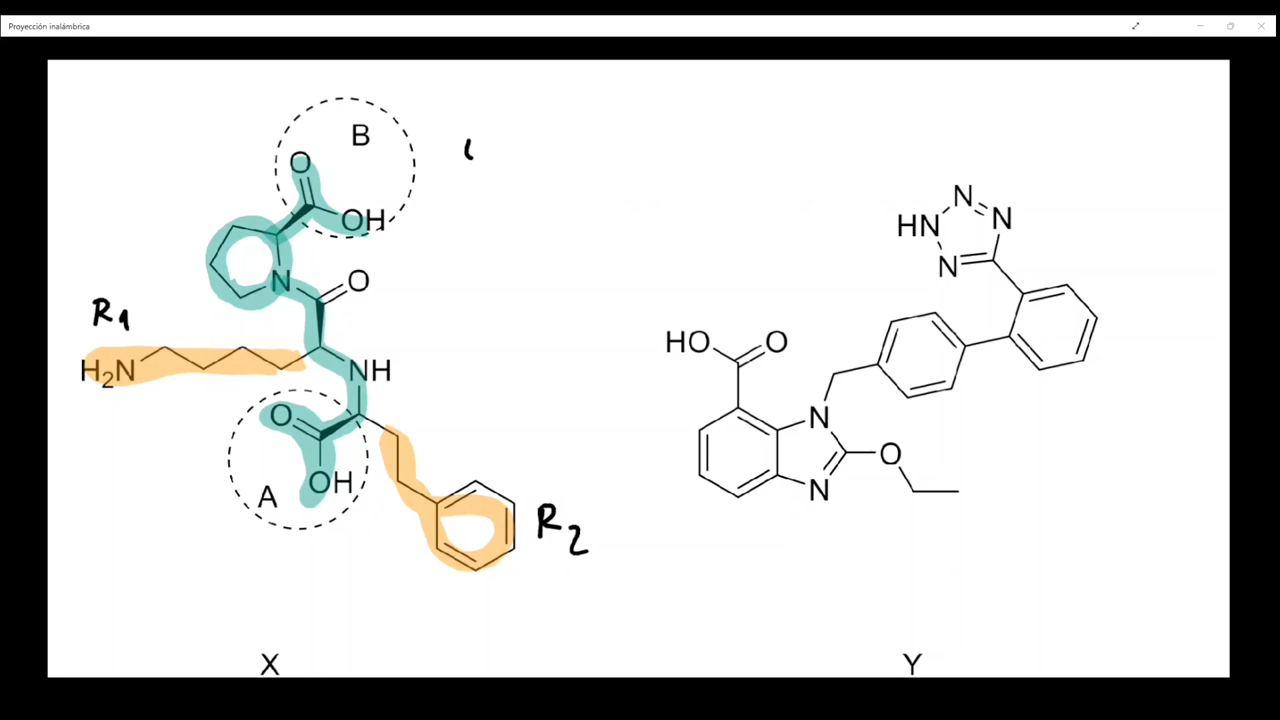 Proyección inalámbrica
B
O
OH
N
O
R1
H2N
NH
O
OH
A
R2
X
N
HN
N
N
HO
O
N
N
O
Y